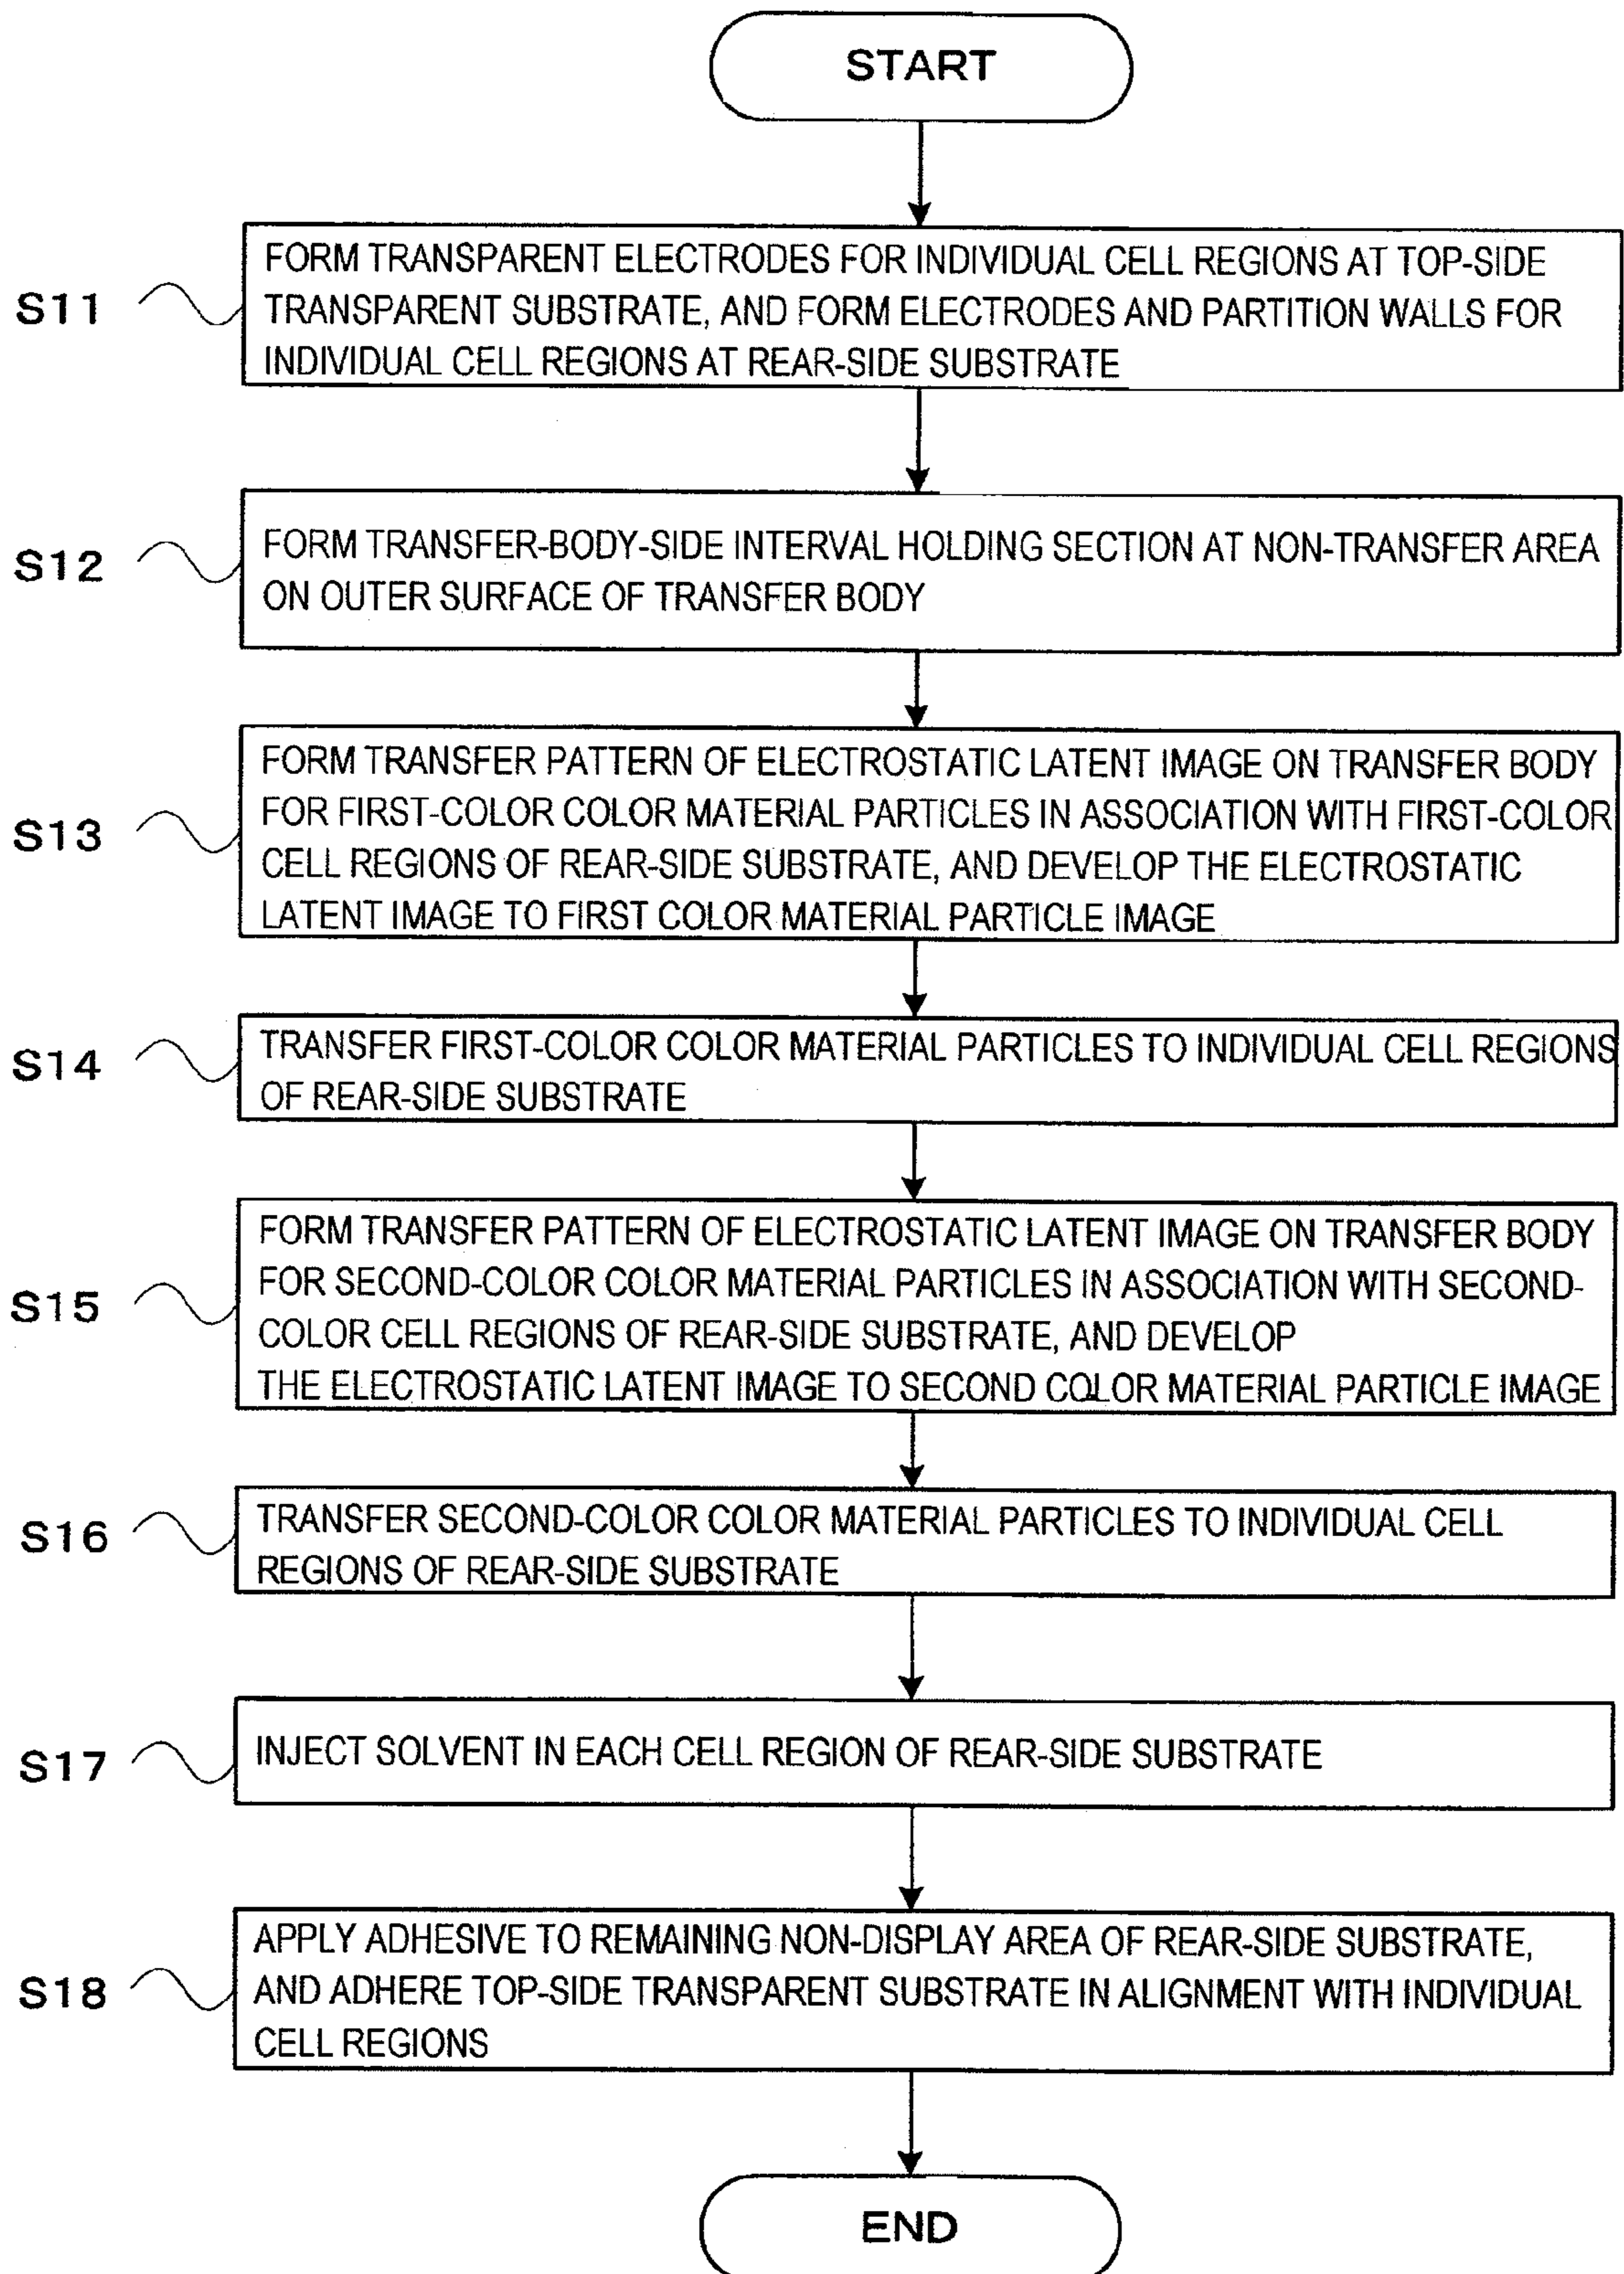 START
S11
FORM TRANSPARENT ELECTRODES FOR INDIVIDUAL CELL REGIONS AT TOP-SIDE
TRANSPARENT SUBSTRATE, AND FORM ELECTRODES AND PARTITION WALLS FOR
INDIVIDUAL CELL REGIONS AT REAR-SIDE SUBSTRATE
S12
FORM TRANSFER-BODY-SIDE INTERVAL HOLDING SECTION AT NON-TRANSFER AREA
ON OUTER SURFACE OF TRANSFER BODY
S13
FORM TRANSFER PATTERN OF ELECTROSTATIC LATENT IMAGE ON TRANSFER BODY
FOR FIRST-COLOR COLOR MATERIAL PARTICLES IN ASSOCIATION WITH FIRST-COLOR
CELL REGIONS OF REAR-SIDE SUBSTRATE, AND DEVELOP THE ELECTROSTATIC
LATENT IMAGE TO FIRST COLOR MATERIAL PARTICLE IMAGE
S14
TRANSFER FIRST-COLOR COLOR MATERIAL PARTICLES TO INDIVIDUAL CELL REGIONS
OF REAR-SIDE SUBSTRATE
S15
FORM TRANSFER PATTERN OF ELECTROSTATIC LATENT IMAGE ON TRANSFER BODY
FOR SECOND-COLOR COLOR MATERIAL PARTICLES IN ASSOCIATION WITH SECOND-
COLOR CELL REGIONS OF REAR-SIDE SUBSTRATE, AND DEVELOP
THE ELECTROSTATIC LATENT IMAGE TO SECOND COLOR MATERIAL PARTICLE IMAGE
S16
TRANSFER SECOND-COLOR COLOR MATERIAL PARTICLES TO INDIVIDUAL CELL
REGIONS OF REAR-SIDE SUBSTRATE
S17
INJECT SOLVENT IN EACH CELL REGION OF REAR-SIDE SUBSTRATE
S18
APPLY ADHESIVE TO REMAINING NON-DISPLAY AREA OF REAR-SIDE SUBSTRATE,
AND ADHERE TOP-SIDE TRANSPARENT SUBSTRATE IN ALIGNMENT WITH INDIVIDUAL
CELL REGIONS
END